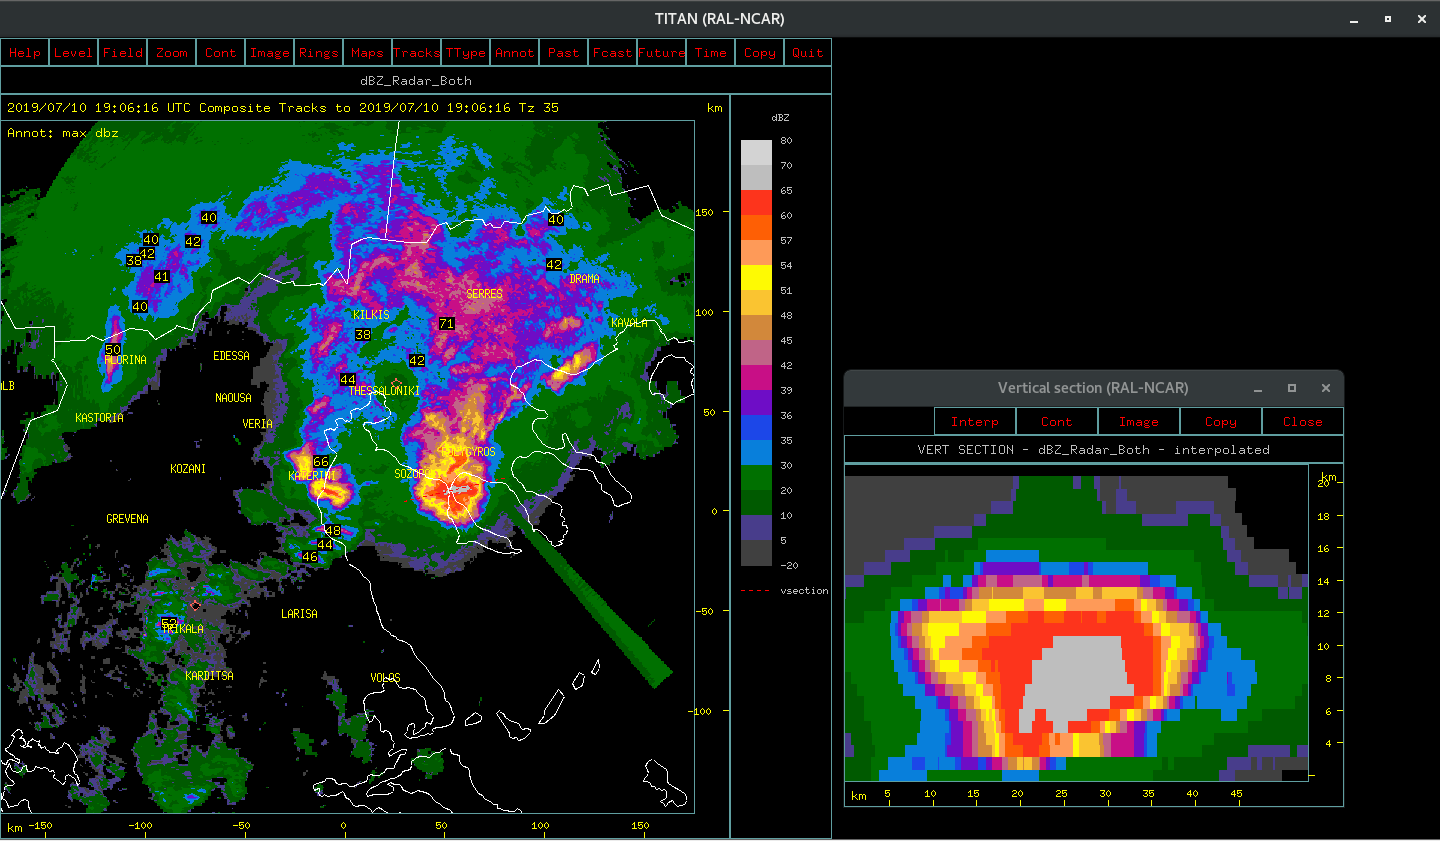 TITAN (RAL-NCAR)
Help Level Field Zoom Cont Image Rings Maps Tracks TType Annot Past Fcast Future Time Copy Quit
dBZ_Radar_Both
2019/07/10 19:06:16 UTC Composite Tracks to 2019/07/10 19:06:16 Tz 35 km
Annot: max dbz
dBZ
80
70
65
60
57
54
51
48
45
42
39
36
35
30
20
10
5
-20
vsection
40
40
40
42
42
38
41
42
40
150
100
50
0
-50
-100
DRAMA
SERRES
KILKIS
71
KAVALA
38
50
FLORINA
EDESSA
42
44
THESSALONIKI
LB
NAOUSA
KASTORIA
VERIA
POLYGYROS
66
KOZANI
KATERINI
SOZOPO
GREVENA
48
44
46
LARISA
52
TRIKALA
KARDITSA
VOLOS
km -150 -100 -50 0 50 100 150
Vertical section (RAL-NCAR)
Interp Cont Image Copy Close
VERT SECTION - dBZ_Radar_Both - interpolated
km
20
18
16
14
12
10
8
6
4
km 5 10 15 20 25 30 35 40 45